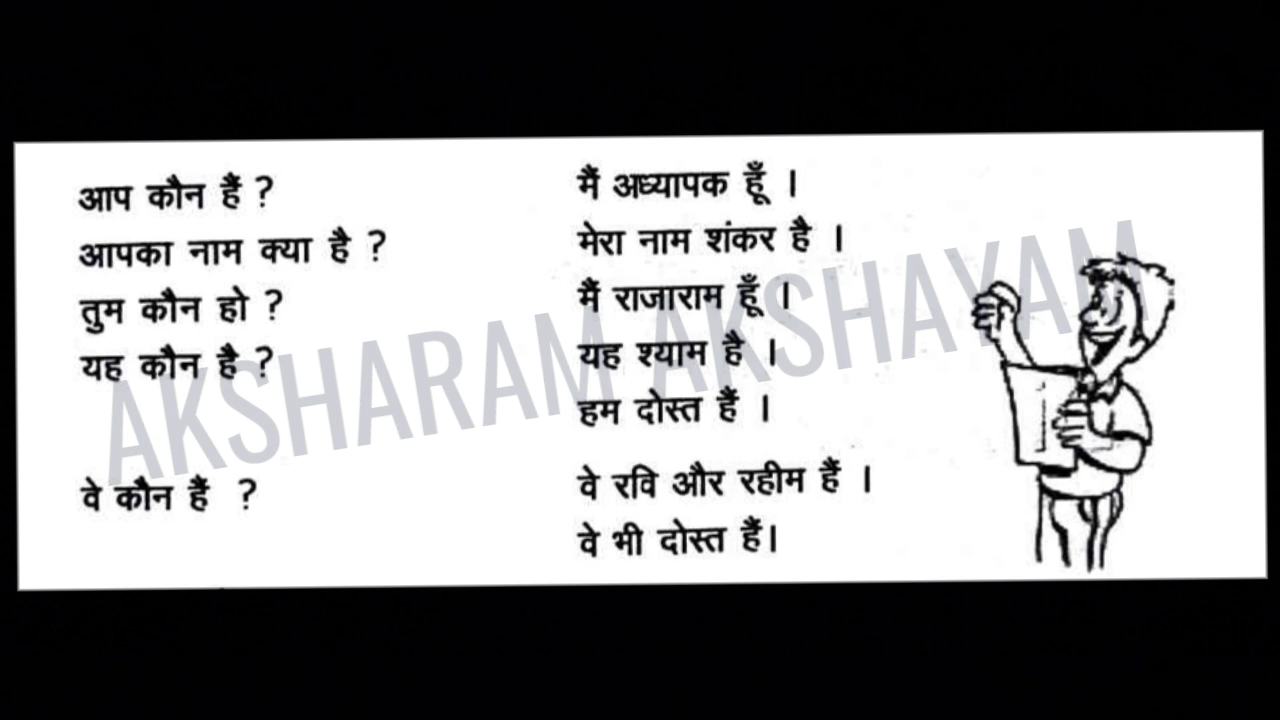 आप कौन हैं ? मैं अध्यापक हूँ ।
आपका नाम क्या है ? मेरा नाम शंकर है ।
तुम कौन हो ? मैं राजाराम हूँ ।
यह कौन है ? यह श्याम है ।
हम दोस्त हैं ।
वे कौन हैं ? वे रवि और रहीम हैं ।
वे भी दोस्त हैं।
AKSHARAM AKSHAYAM